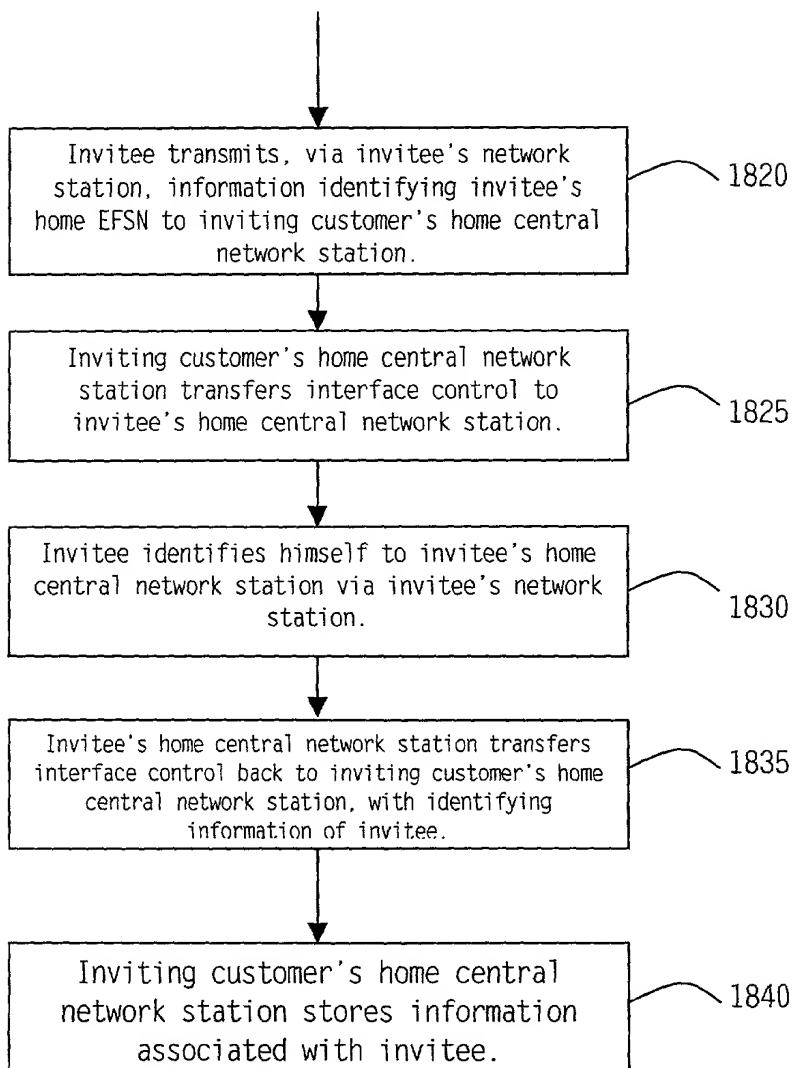 Invitee transmits, via invitee's network
station, information identifying invitee's
home EFSN to inviting customer's home central
network station.
1820
Inviting customer's home central network
station transfers interface control to
invitee's home central network station.
1825
Invitee identifies himself to invitee's home
central network station via invitee's network
station.
1830
Invitee's home central network station transfers
interface control back to inviting customer's home
central network station, with identifying
information of invitee.
1835
Inviting customer's home central
network station stores information
associated with invitee.
1840